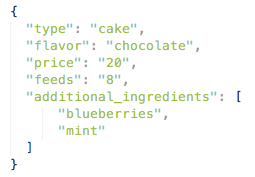 {
"type": "cake",
"flavor": "chocolate",
"price": "20",
"feeds": "8",
"additional_ingredients": [
"blueberries",
"mint"
]
}